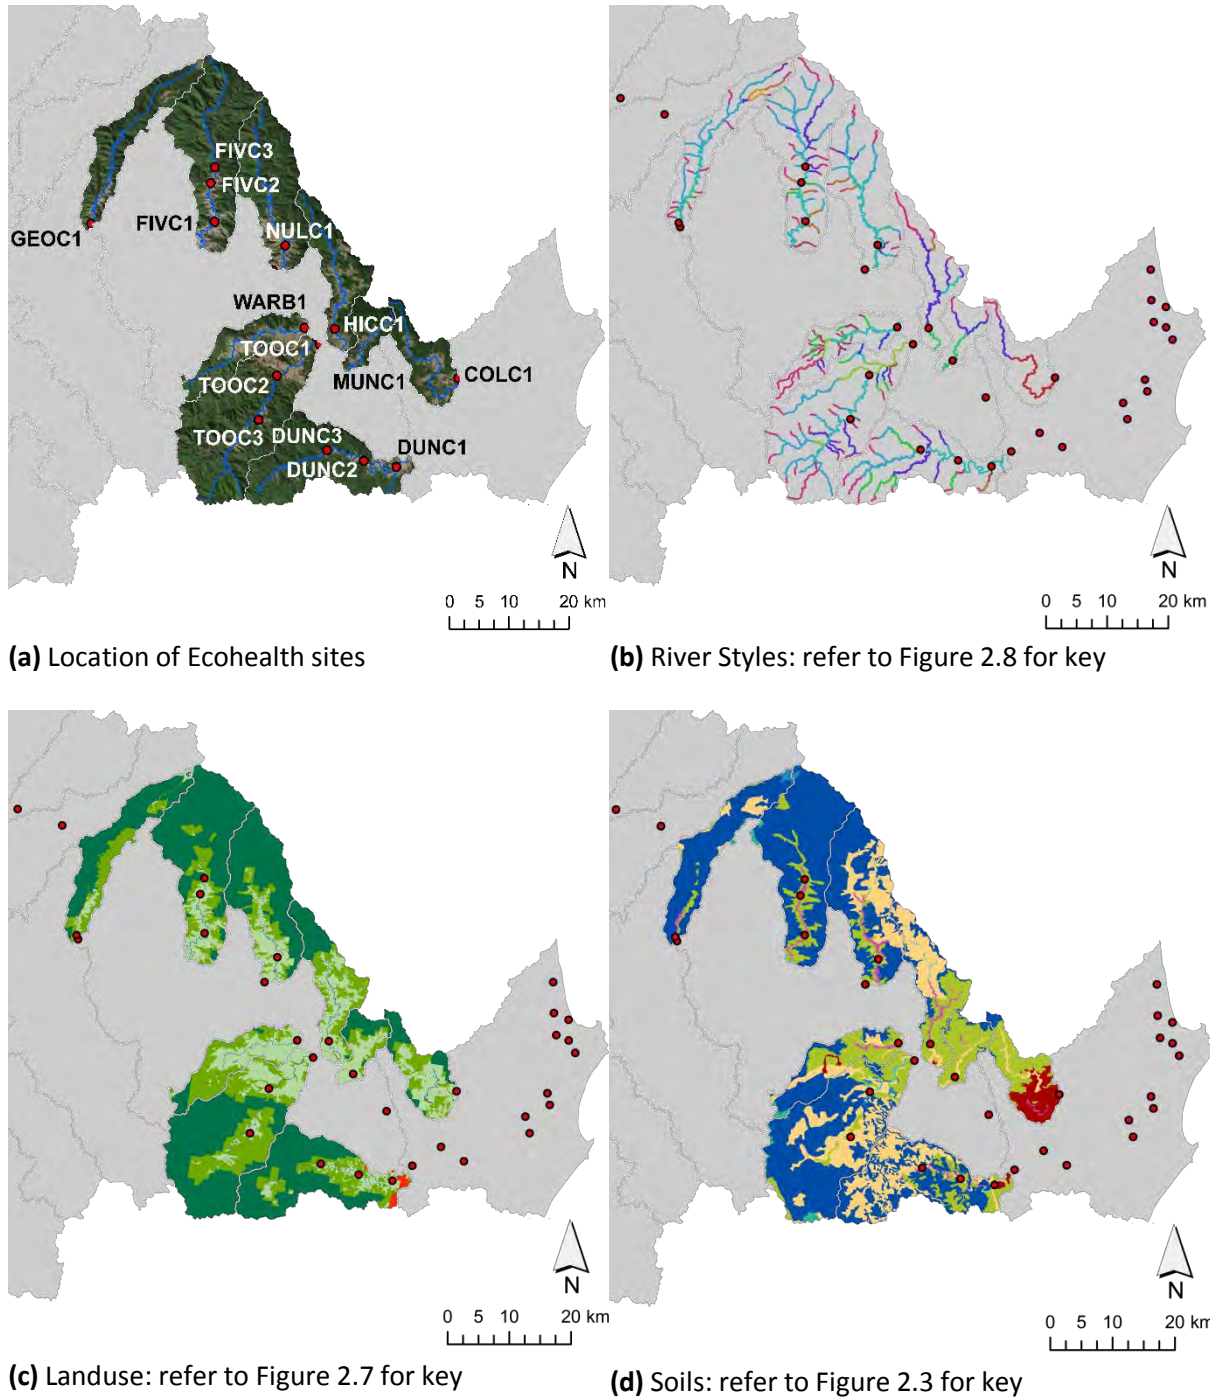 FIVC3
FIVC2
FIVC1
GEOC1
NULC1
WARB1
HICC1
TOOC1
TOOC2
MUNC1
COLC1
TOOC3
DUNC3
DUNC1
DUNC2
N
0 5 10 20 km
(a) Location of Ecohealth sites
N
0 5 10 20 km
(b) River Styles: refer to Figure 2.8 for key
N
0 5 10 20 km
(c) Landuse: refer to Figure 2.7 for key
N
0 5 10 20 km
(d) Soils: refer to Figure 2.3 for key